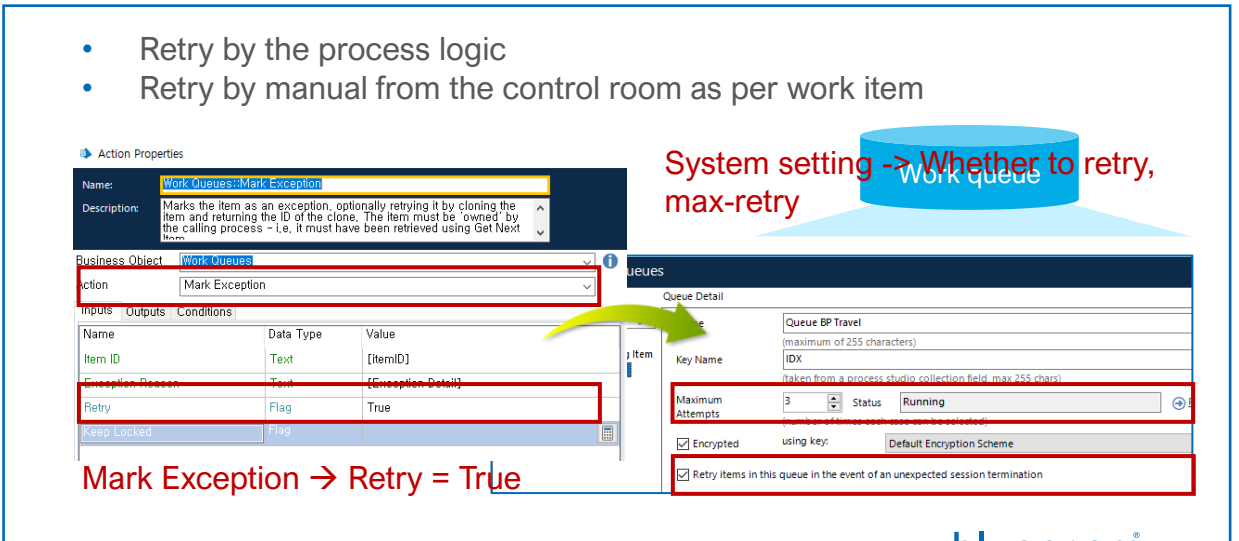 • Retry by the process logic
• Retry by manual from the control room as per work item
Action Properties
Name: Work Queues::Mark Exception
Description: Marks the item as an exception, optionally retrying it by cloning the
item and returning the ID of the clone, The item must be 'owned' by
the calling process - i.e, it must have been retrieved using Get Next
Item
Business Object Work Queues
Action Mark Exception
Inputs Outputs Conditions
Name Data Type Value
Item ID Text [itemID]
Exception Reason Text [Exception Detail]
Retry Flag True
Keep Locked Flag
Mark Exception → Retry = True
System setting -> Whether to retry,
max-retry
Work queue
ueues
Queue Detail
Queue BP Travel
(maximum of 255 characters)
Item
Key Name IDX
(taken from a process studio collection field, max 255 chars)
Maximum
Attempts
3 Status Running
(number of times each case can be selected)
Encrypted using key: Default Encryption Scheme
Retry items in this queue in the event of an unexpected session termination